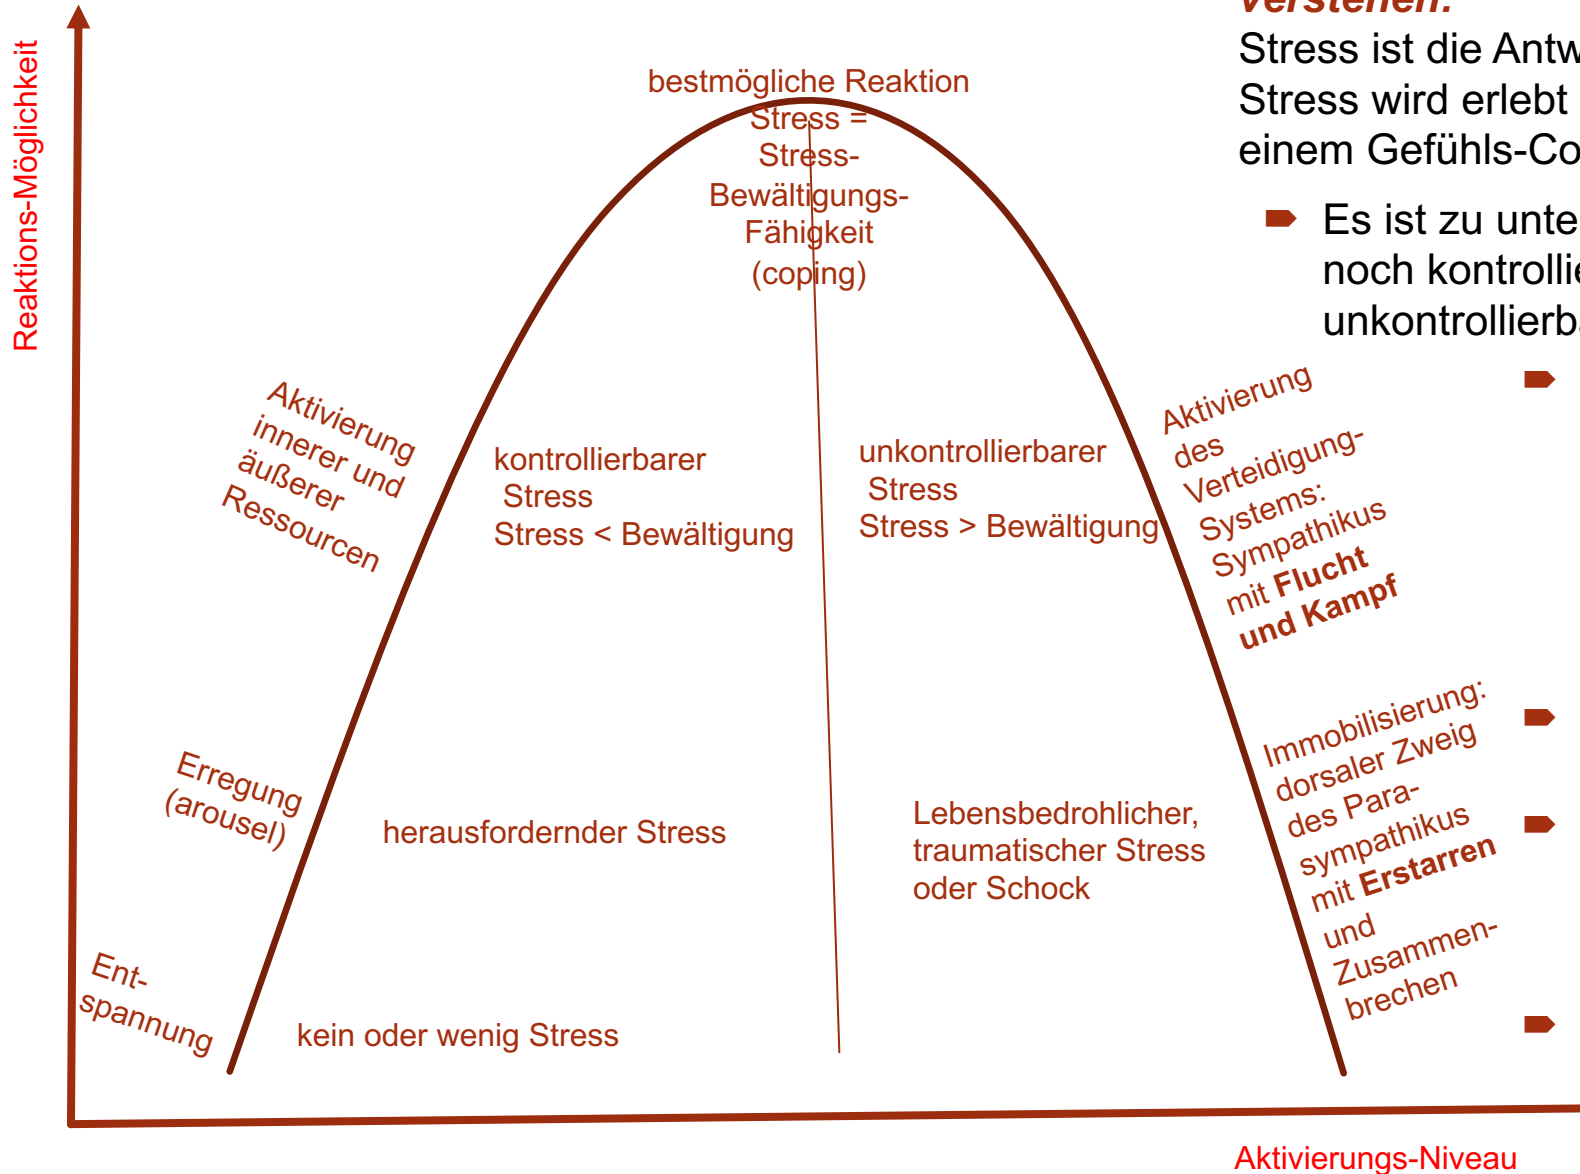 verstehen:
Stress ist die Antw
Stress wird erlebt
einem Gefühls-Co
Es ist zu unte
noch kontrollie
unkontrollierba
Reaktions-Möglichkeit
bestmögliche Reaktion
Stress =
Stress-
Bewältigungs-
Fähigkeit
(coping)
Aktivierung
innerer und
äußerer
Ressourcen
kontrollierbarer
Stress
Stress < Bewältigung
unkontrollierbarer
Stress
Stress > Bewältigung
Aktivierung
des
Verteidigung-
Systems:
Sympathikus
mit Flucht
und Kampf
Erregung
(arousel)
herausfordernder Stress
Lebensbedrohlicher,
traumatischer Stress
oder Schock
Immobilisierung:
dorsaler Zweig
des Para-
sympathikus
mit Erstarren
und
Zusammen-
brechen
Ent-
spannung
kein oder wenig Stress
Aktivierungs-Niveau